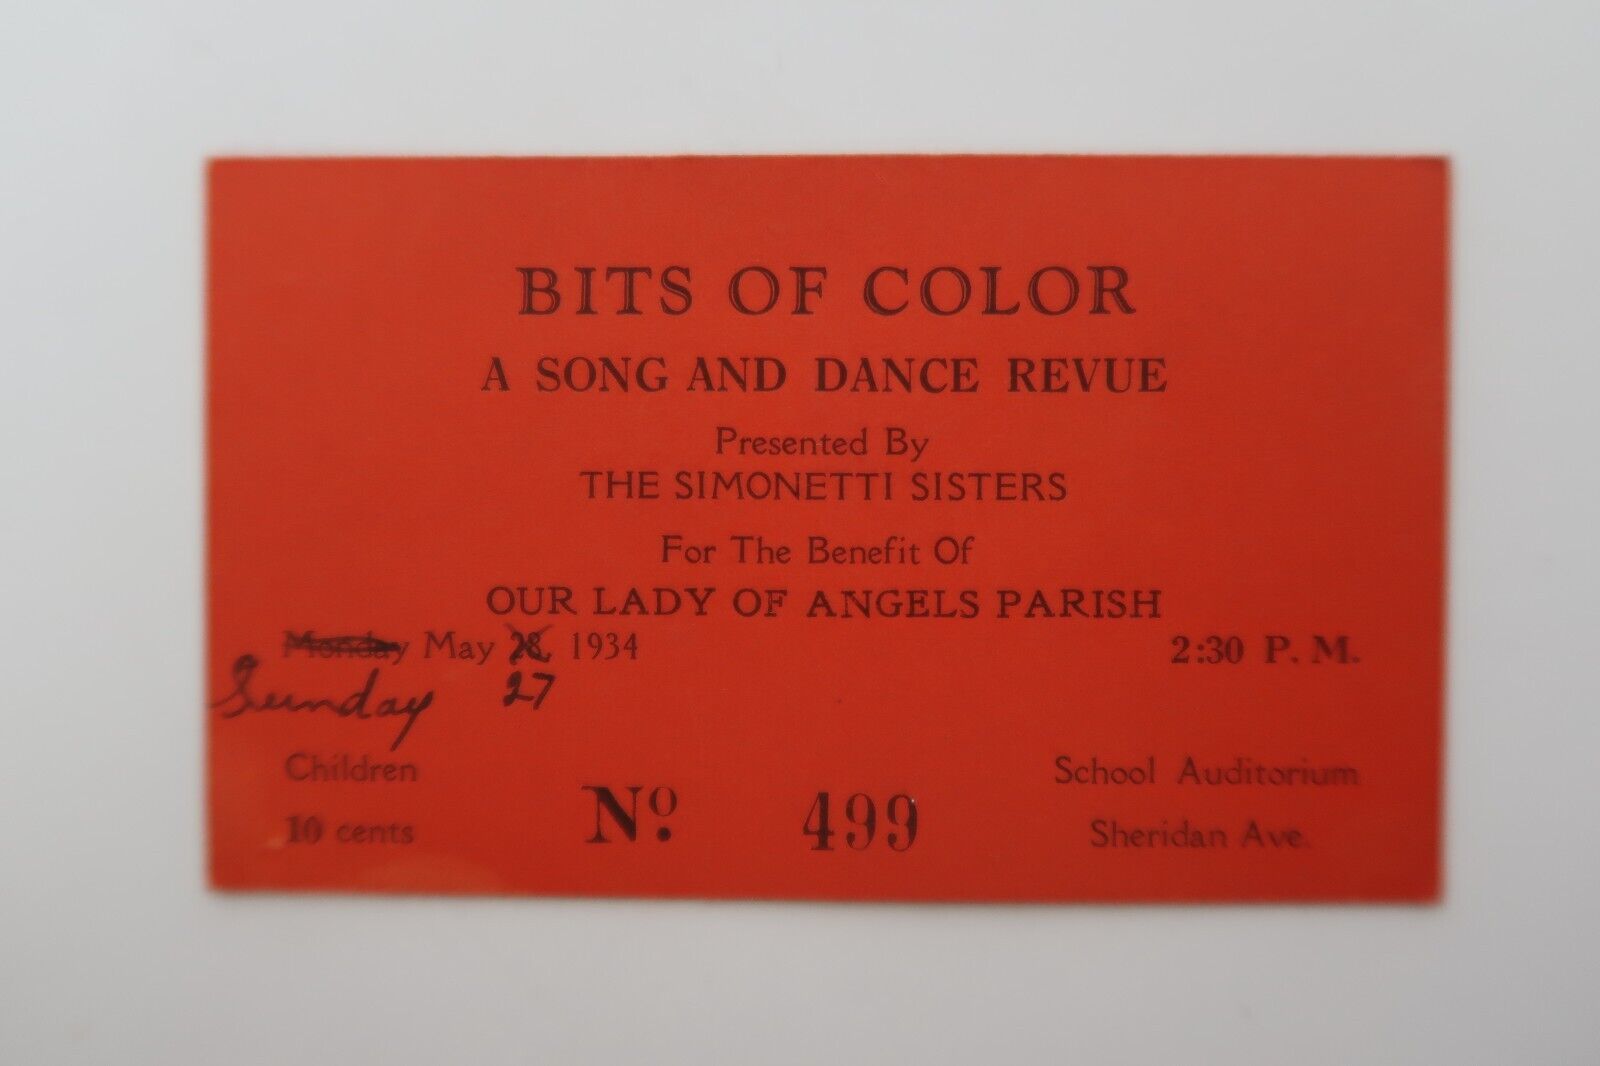 BITS OF COLOR
A SONG AND DANCE REVUE
Presented By
THE SIMONETTI SISTERS
For The Benefit Of
OUR LADY OF ANGELS PARISH
Monday May 28 1934 2:30 P. M.
Sunday 27
Children School Auditorium
10 cents No. 499 Sheridan Ave.